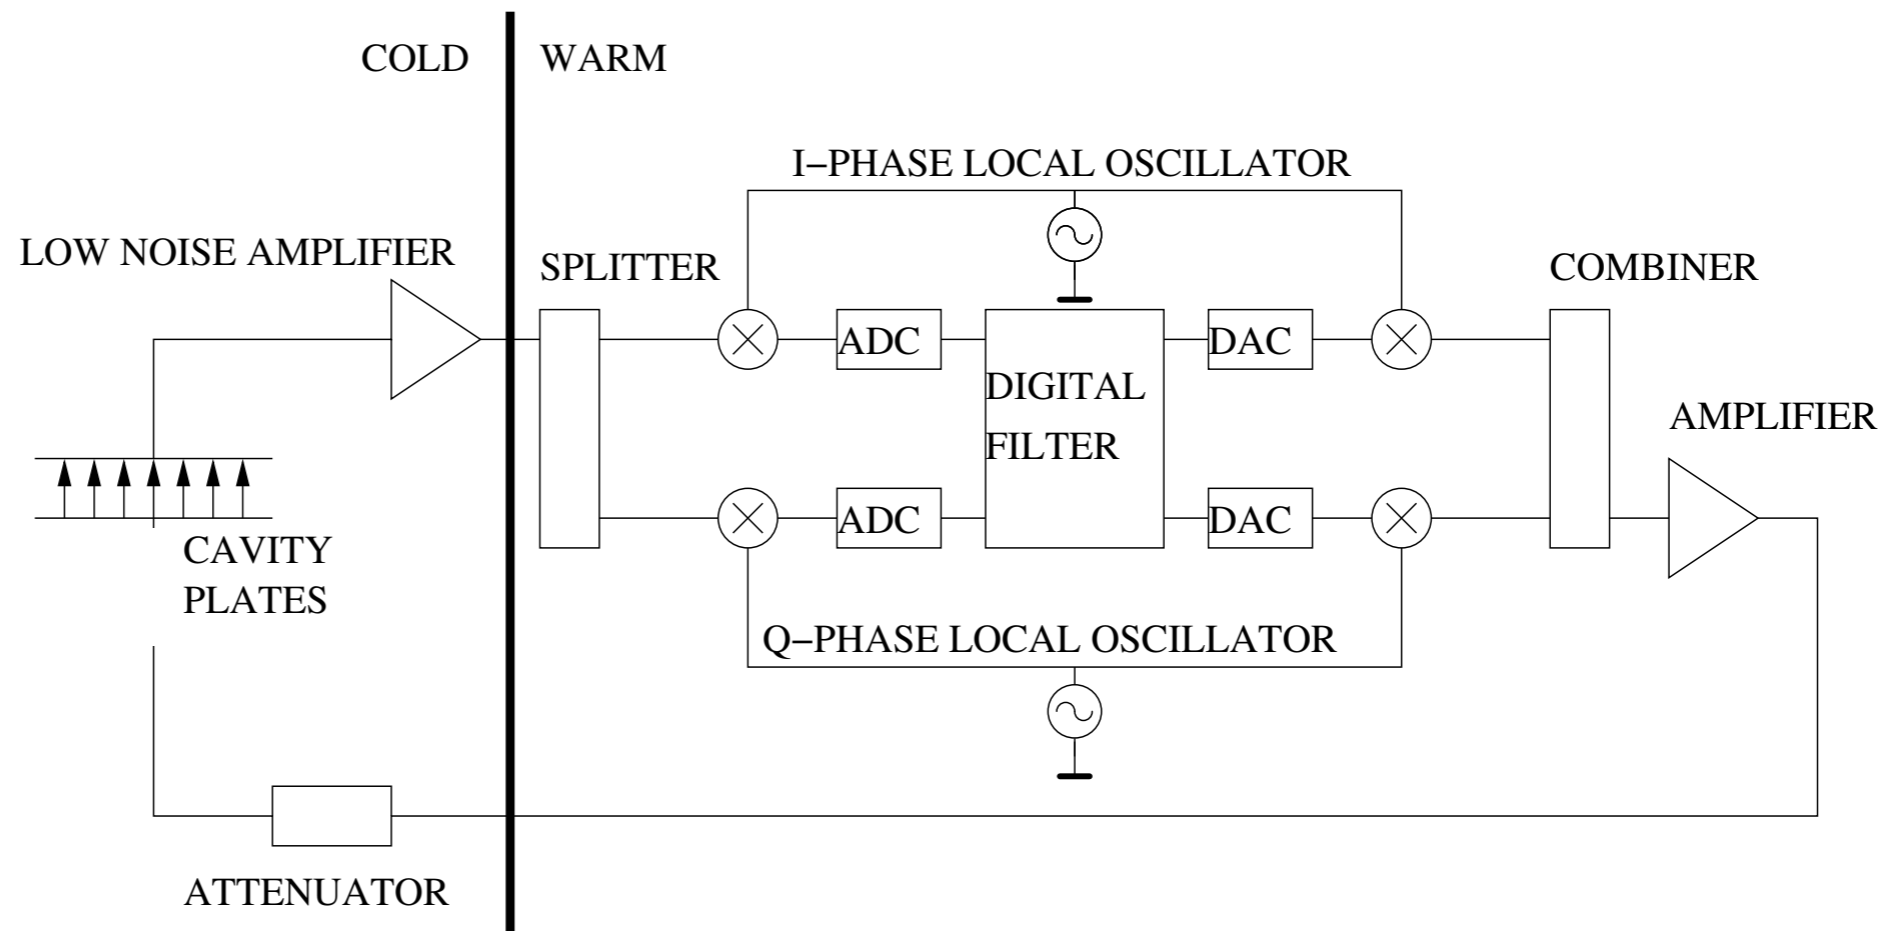 COLD
WARM
I−PHASE LOCAL OSCILLATOR
LOW NOISE AMPLIFIER
SPLITTER
COMBINER
ADC
DAC
DIGITAL
FILTER
AMPLIFIER
ADC
DAC
CAVITY
PLATES
Q−PHASE LOCAL OSCILLATOR
ATTENUATOR